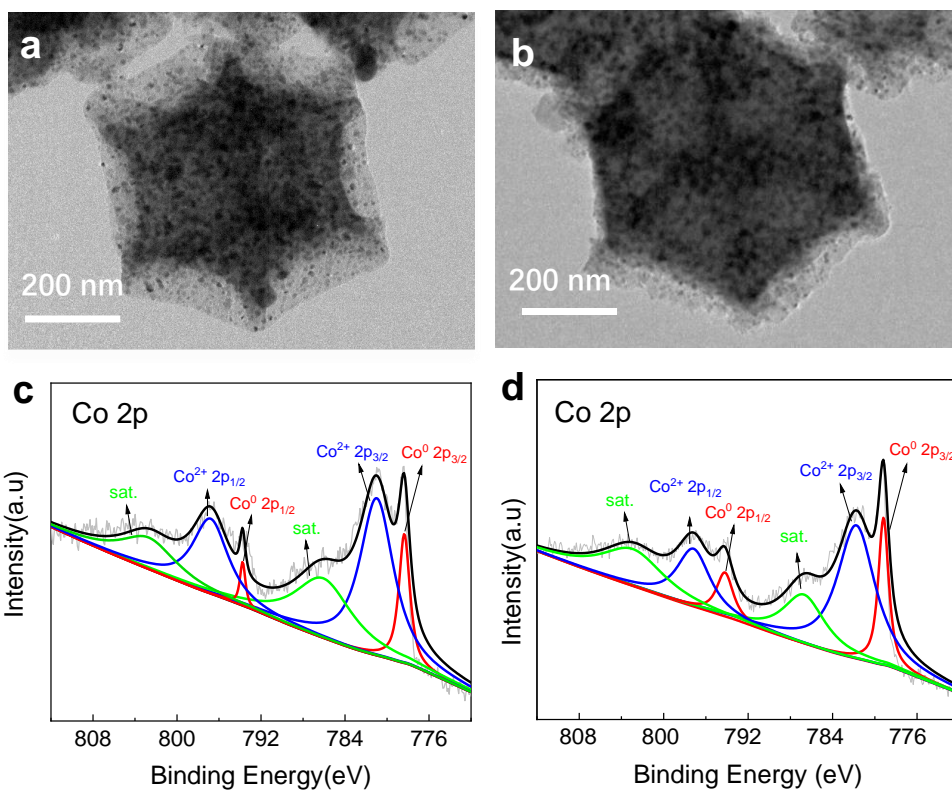 a
200 nm
b
200 nm
c
Co 2p
Co²⁺ 2p₃/₂
Co⁰ 2p₃/₂
Co²⁺ 2p₁/₂
sat.
Co⁰ 2p₁/₂
sat.
Intensity(a.u)
808 800 792 784 776
Binding Energy(eV)
d
Co 2p
Co⁰ 2p₃/₂
Co²⁺ 2p₃/₂
Co²⁺ 2p₁/₂
sat.
Co⁰ 2p₁/₂
sat.
Intensity(a.u)
808 800 792 784 776
Binding Energy (eV)